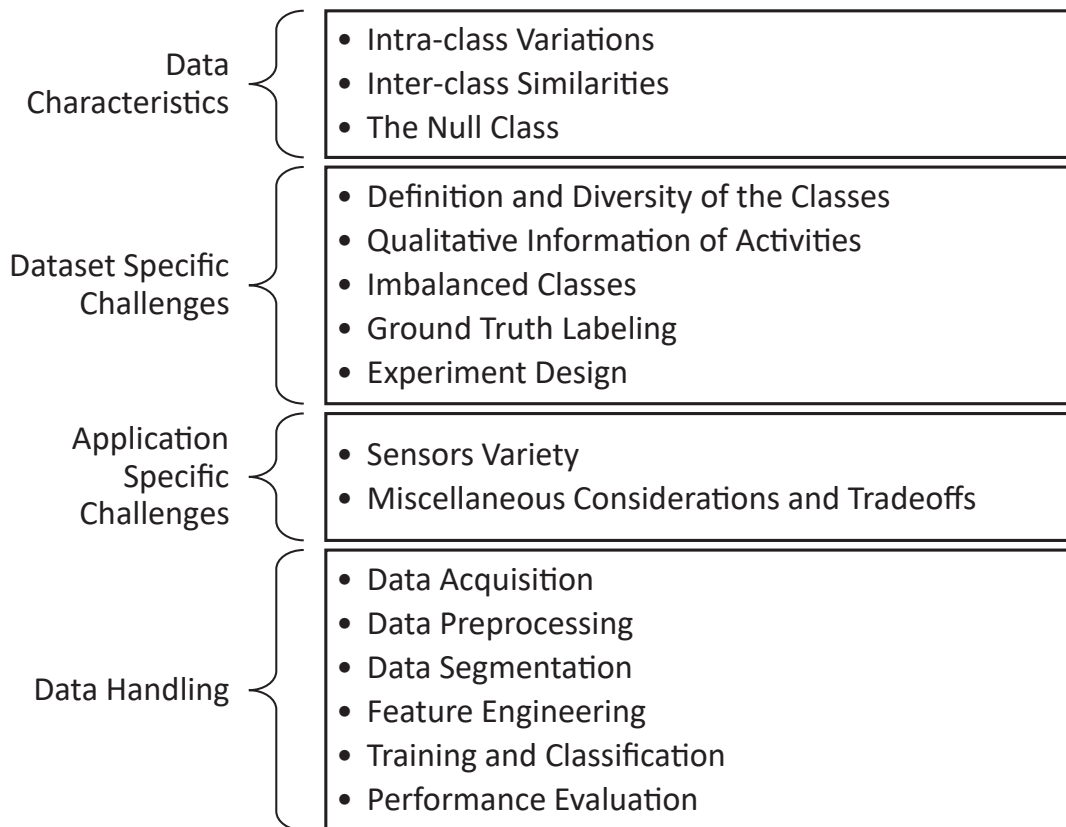 Data
Characteristics
• Intra-class Variations
• Inter-class Similarities
• The Null Class
Dataset Specific
Challenges
• Definition and Diversity of the Classes
• Qualitative Information of Activities
• Imbalanced Classes
• Ground Truth Labeling
• Experiment Design
Application
Specific
Challenges
• Sensors Variety
• Miscellaneous Considerations and Tradeoffs
Data Handling
• Data Acquisition
• Data Preprocessing
• Data Segmentation
• Feature Engineering
• Training and Classification
• Performance Evaluation